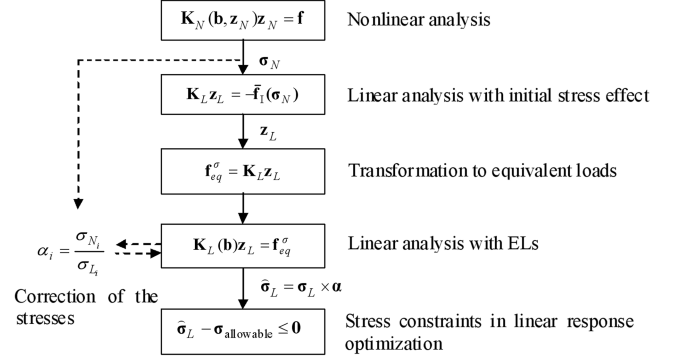 K_N(b, z_N)z_N = f
Nonlinear analysis
σ_N
K_L z_L = −f̄_I(σ_N)
Linear analysis with initial stress effect
z_L
f_eq^σ = K_L z_L
Transformation to equivalent loads
α_i = σ_{N_i} / σ_{L_i}
K_L(b)z_L = f_eq^σ
Linear analysis with ELs
Correction of the
stresses
σ̂_L = σ_L × α
σ̂_L − σ_allowable ≤ 0
Stress constraints in linear response
optimization